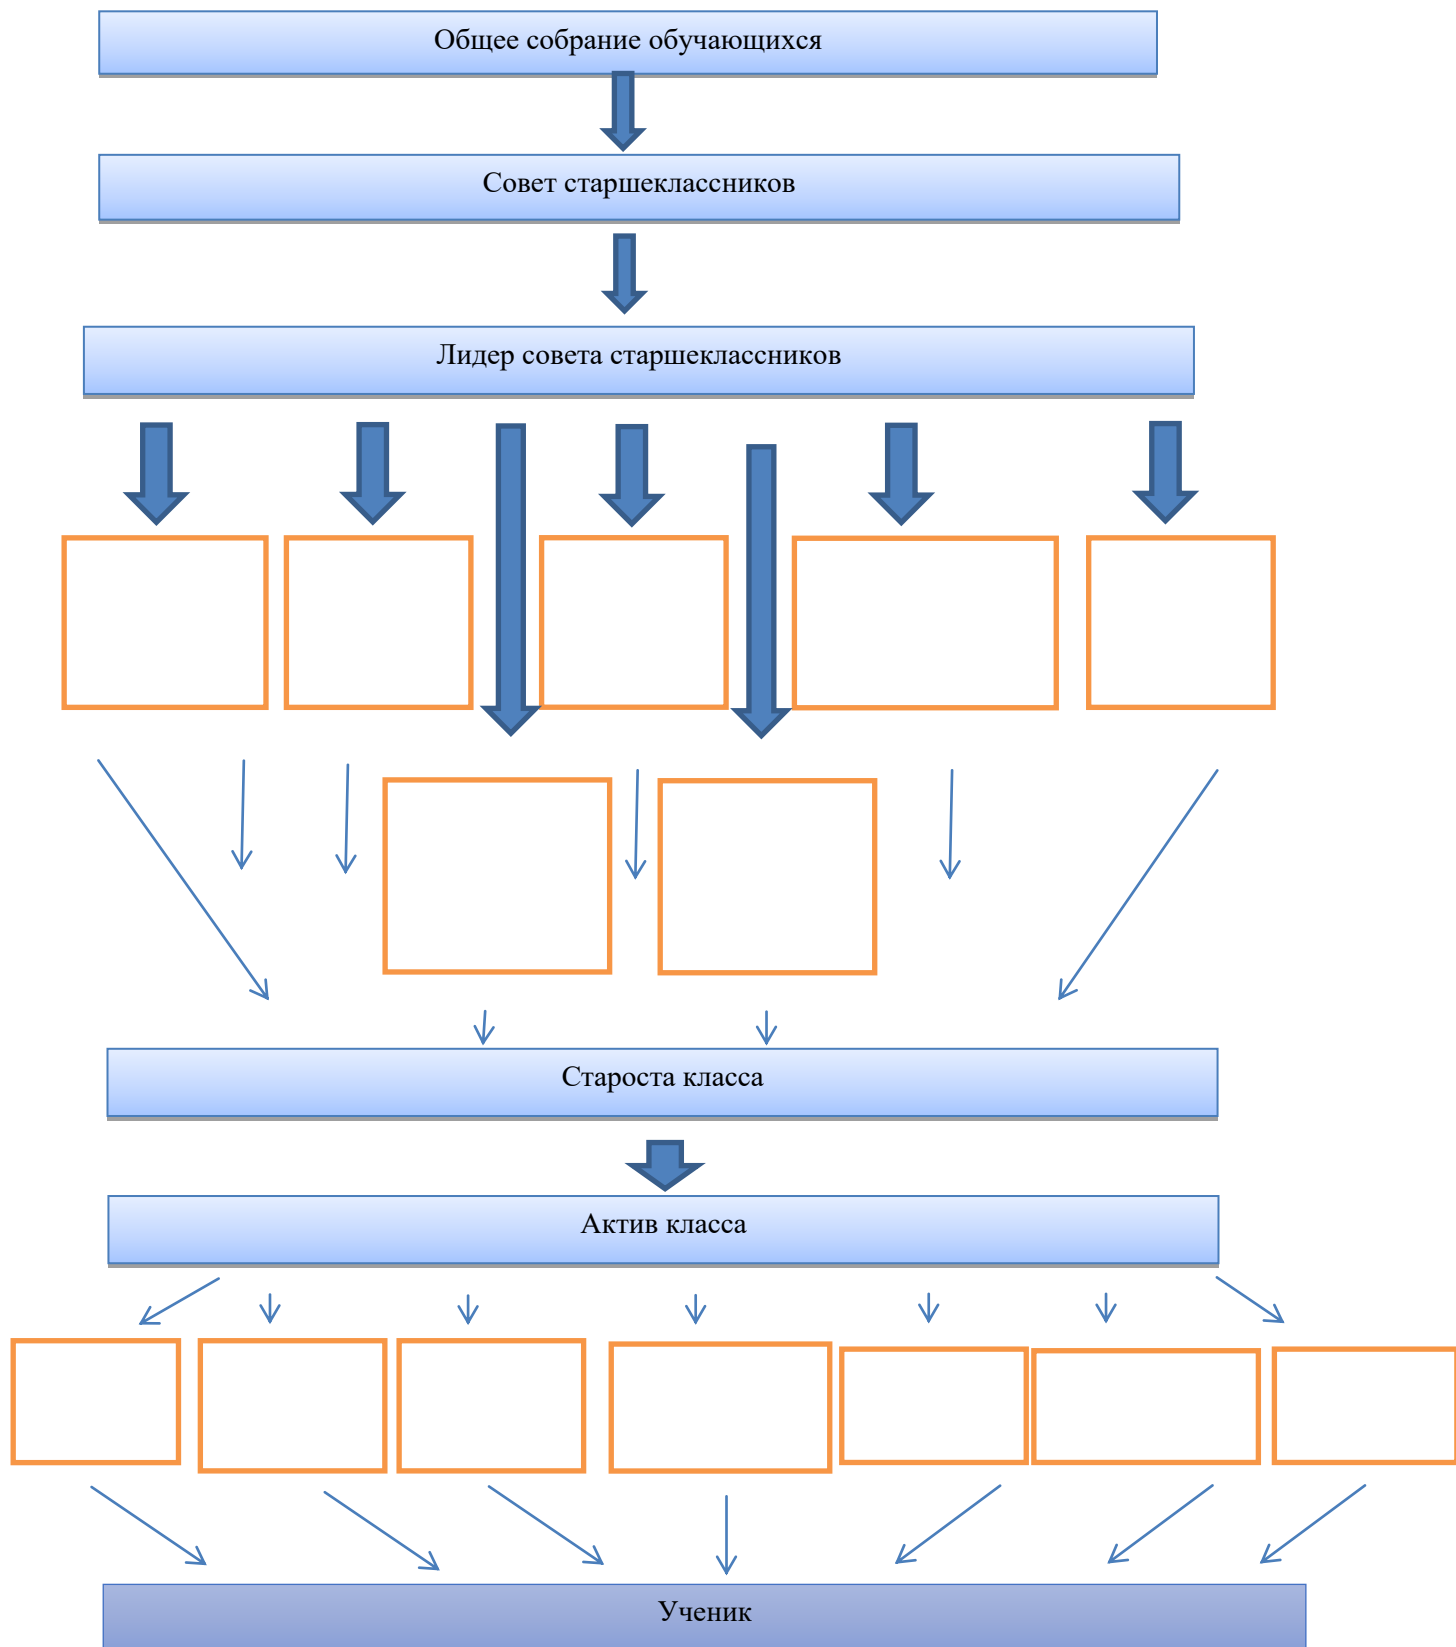 Общее собрание обучающихся
Совет старшеклассников
Лидер совета старшеклассников
Староста класса
Актив класса
Ученик